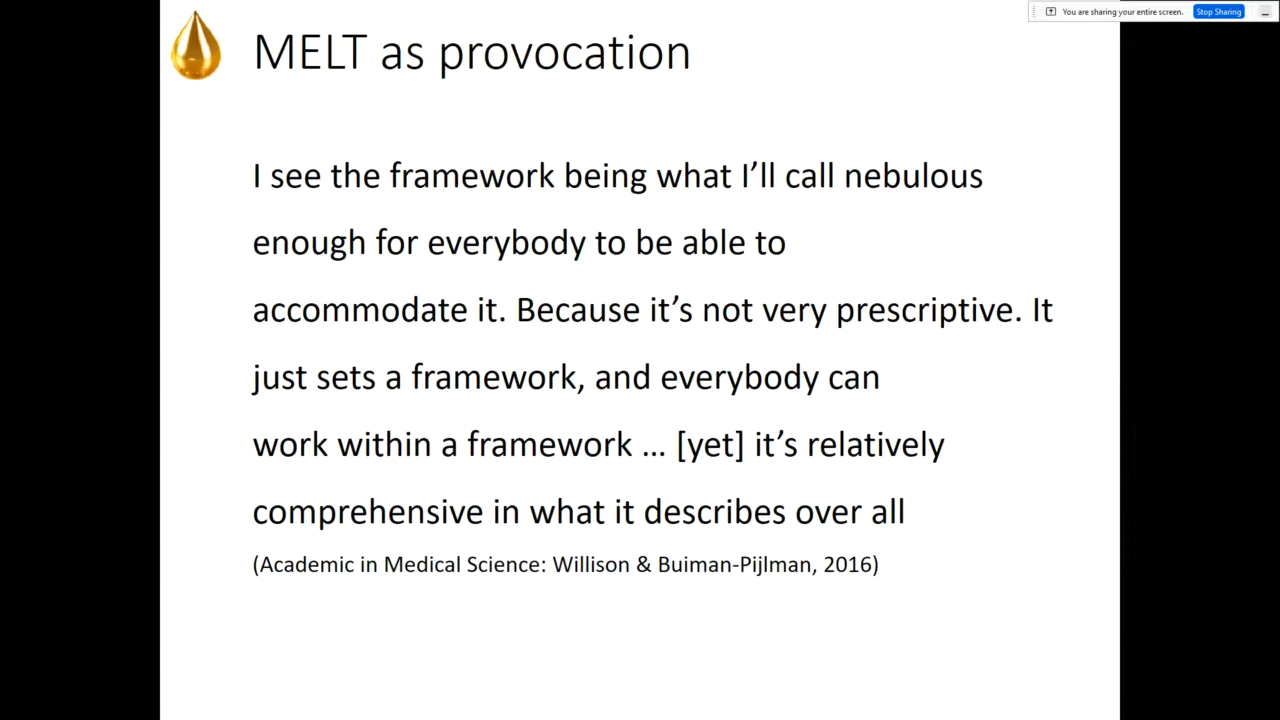 You are sharing your entire screen.
Stop Sharing
MELT as provocation
I see the framework being what I’ll call nebulous
enough for everybody to be able to
accommodate it. Because it’s not very prescriptive. It
just sets a framework, and everybody can
work within a framework … [yet] it’s relatively
comprehensive in what it describes over all
(Academic in Medical Science: Willison & Buiman-Pijlman, 2016)